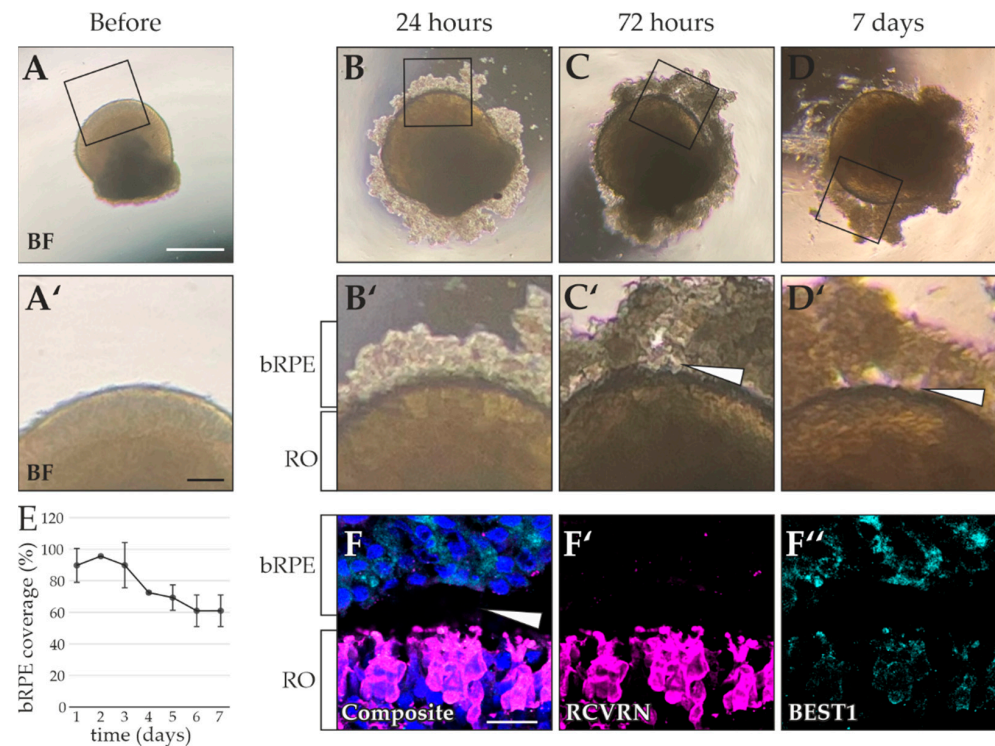 Before 24 hours 72 hours 7 days
A B C D
BF
A‘ B‘ C‘ D‘
bRPE
RO
BF
E
bRPE coverage (%)
120
100
80
60
40
20
0
1 2 3 4 5 6 7
time (days)
F F‘ F‘‘
bRPE
RO
Composite RCVRN BEST1